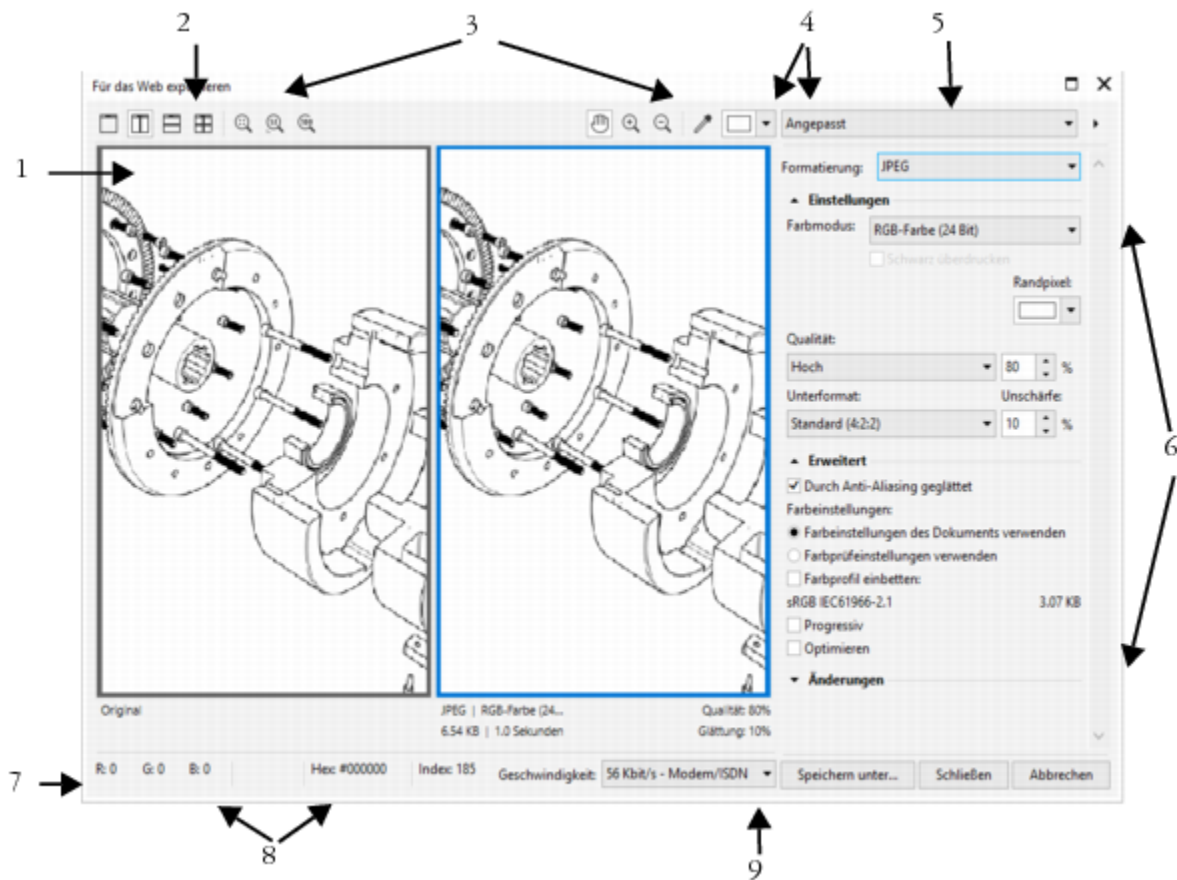 2
3
4
5
Für das Web exportieren
Angepasst
1
Formatierung: JPEG
Einstellungen
Farbmodus: RGB-Farbe (24 Bit)
Schwarz überdrucken
Randpixel:
Qualität:
Hoch 80 %
Unterformat: Unschärfe:
Standard (4:2:2) 10 %
6
Erweitert
Durch Anti-Aliasing geglättet
Farbeinstellungen:
Farbeinstellungen des Dokuments verwenden
Farbprüfeinstellungen verwenden
Farbprofil einbetten:
sRGB IEC61966-2.1 3.07 KB
Progressiv
Optimieren
Änderungen
Original
JPEG | RGB-Farbe (24... Qualität: 80%
6.54 KB | 1.0 Sekunden Glättung: 10%
R: 0 G: 0 B: 0 Hex: #000000 Index: 185 Geschwindigkeit: 56 Kbit/s - Modem/ISDN Speichern unter... Schließen Abbrechen
7
8
9